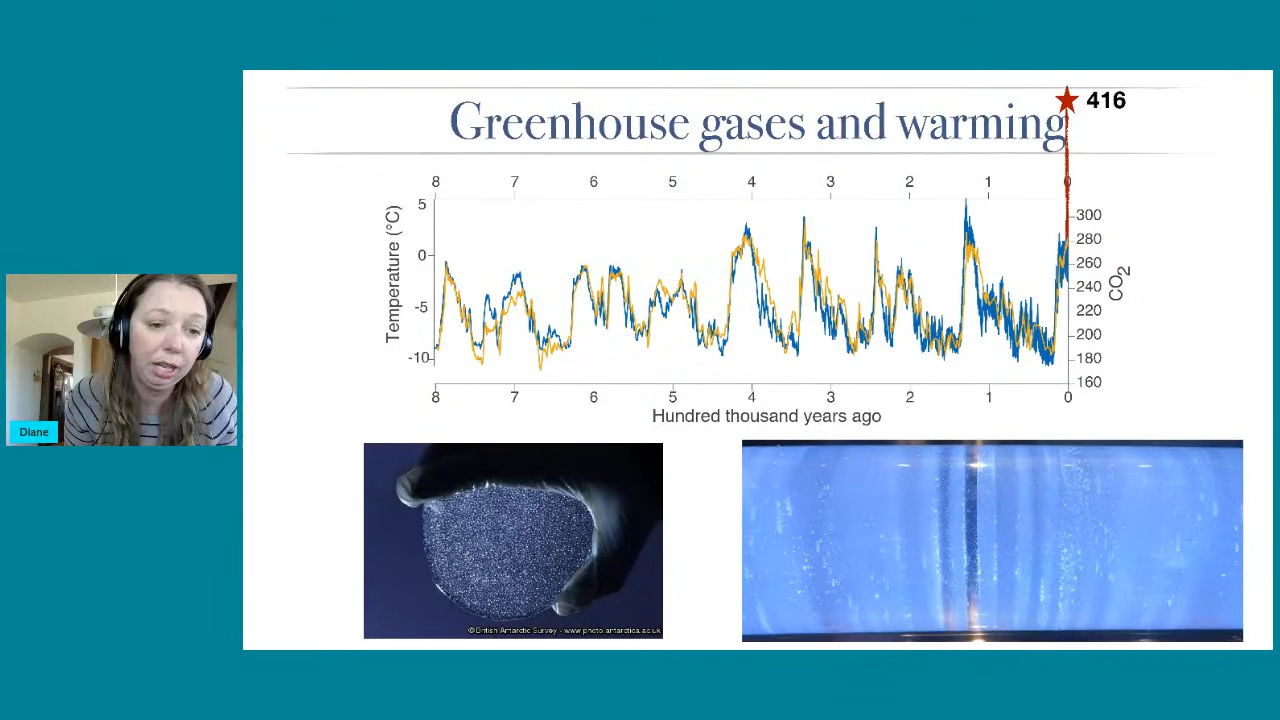 416
Greenhouse gases and warming
8 7 6 5 4 3 2 1 0
5
0
-5
-10
Temperature (°C)
300
280
260
240
220
200
180
160
CO2
8 7 6 5 4 3 2 1 0
Hundred thousand years ago
Diane
© British Antarctic Survey - www.photo.antarctica.ac.uk